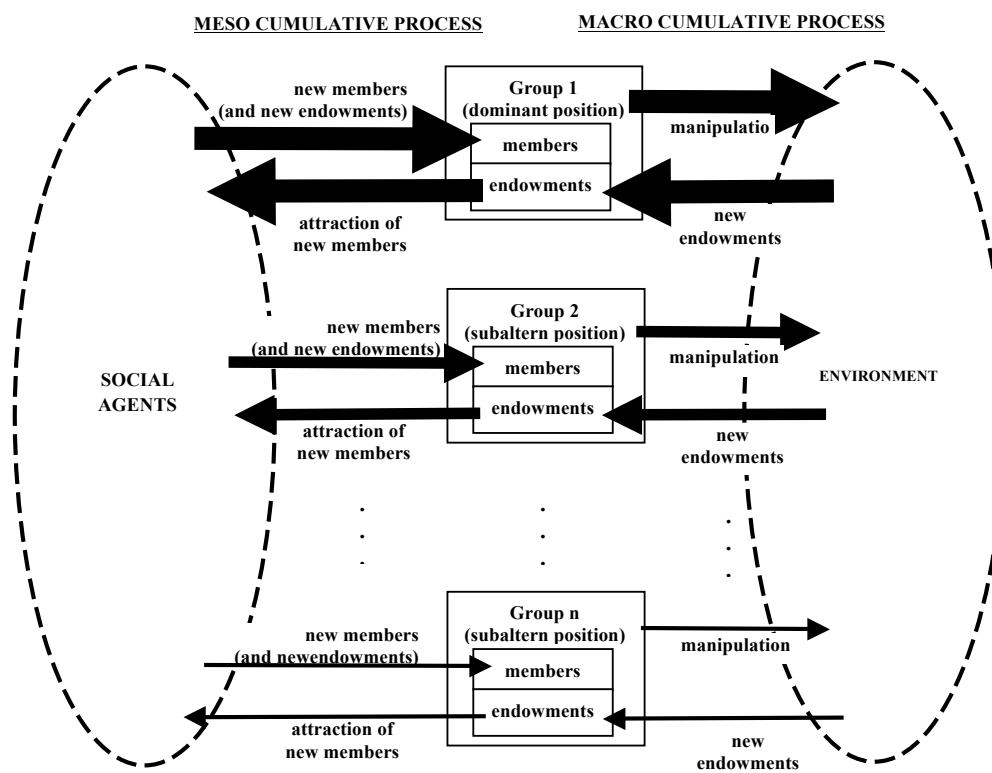 MESO CUMULATIVE PROCESS
MACRO CUMULATIVE PROCESS
new members
(and new endowments)
Group 1
(dominant position)
members
endowments
manipulatio
attraction of
new members
new
endowments
new members
(and new endowments)
Group 2
(subaltern position)
members
endowments
manipulation
SOCIAL
AGENTS
ENVIRONMENT
attraction of
new members
new
endowments
new members
(and newendowments)
Group n
(subaltern position)
members
endowments
manipulation
attraction of
new members
new
endowments